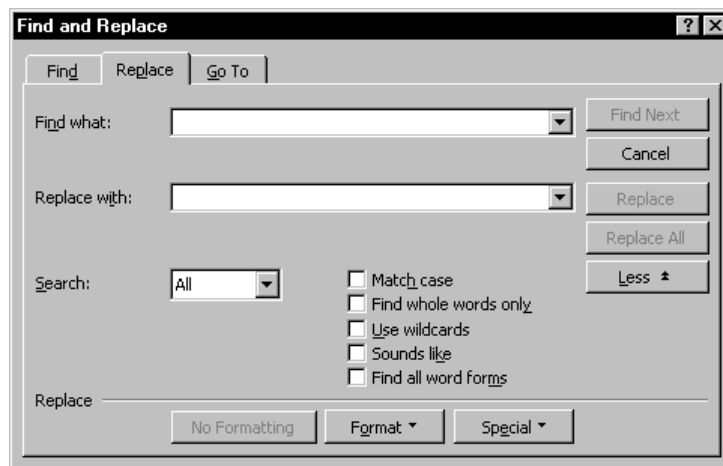 Find and Replace
Find Replace Go To
Find what: Find Next
Cancel
Replace with: Replace
Replace All
Search: All Match case Less
Find whole words only
Use wildcards
Sounds like
Find all word forms
Replace
No Formatting Format Special